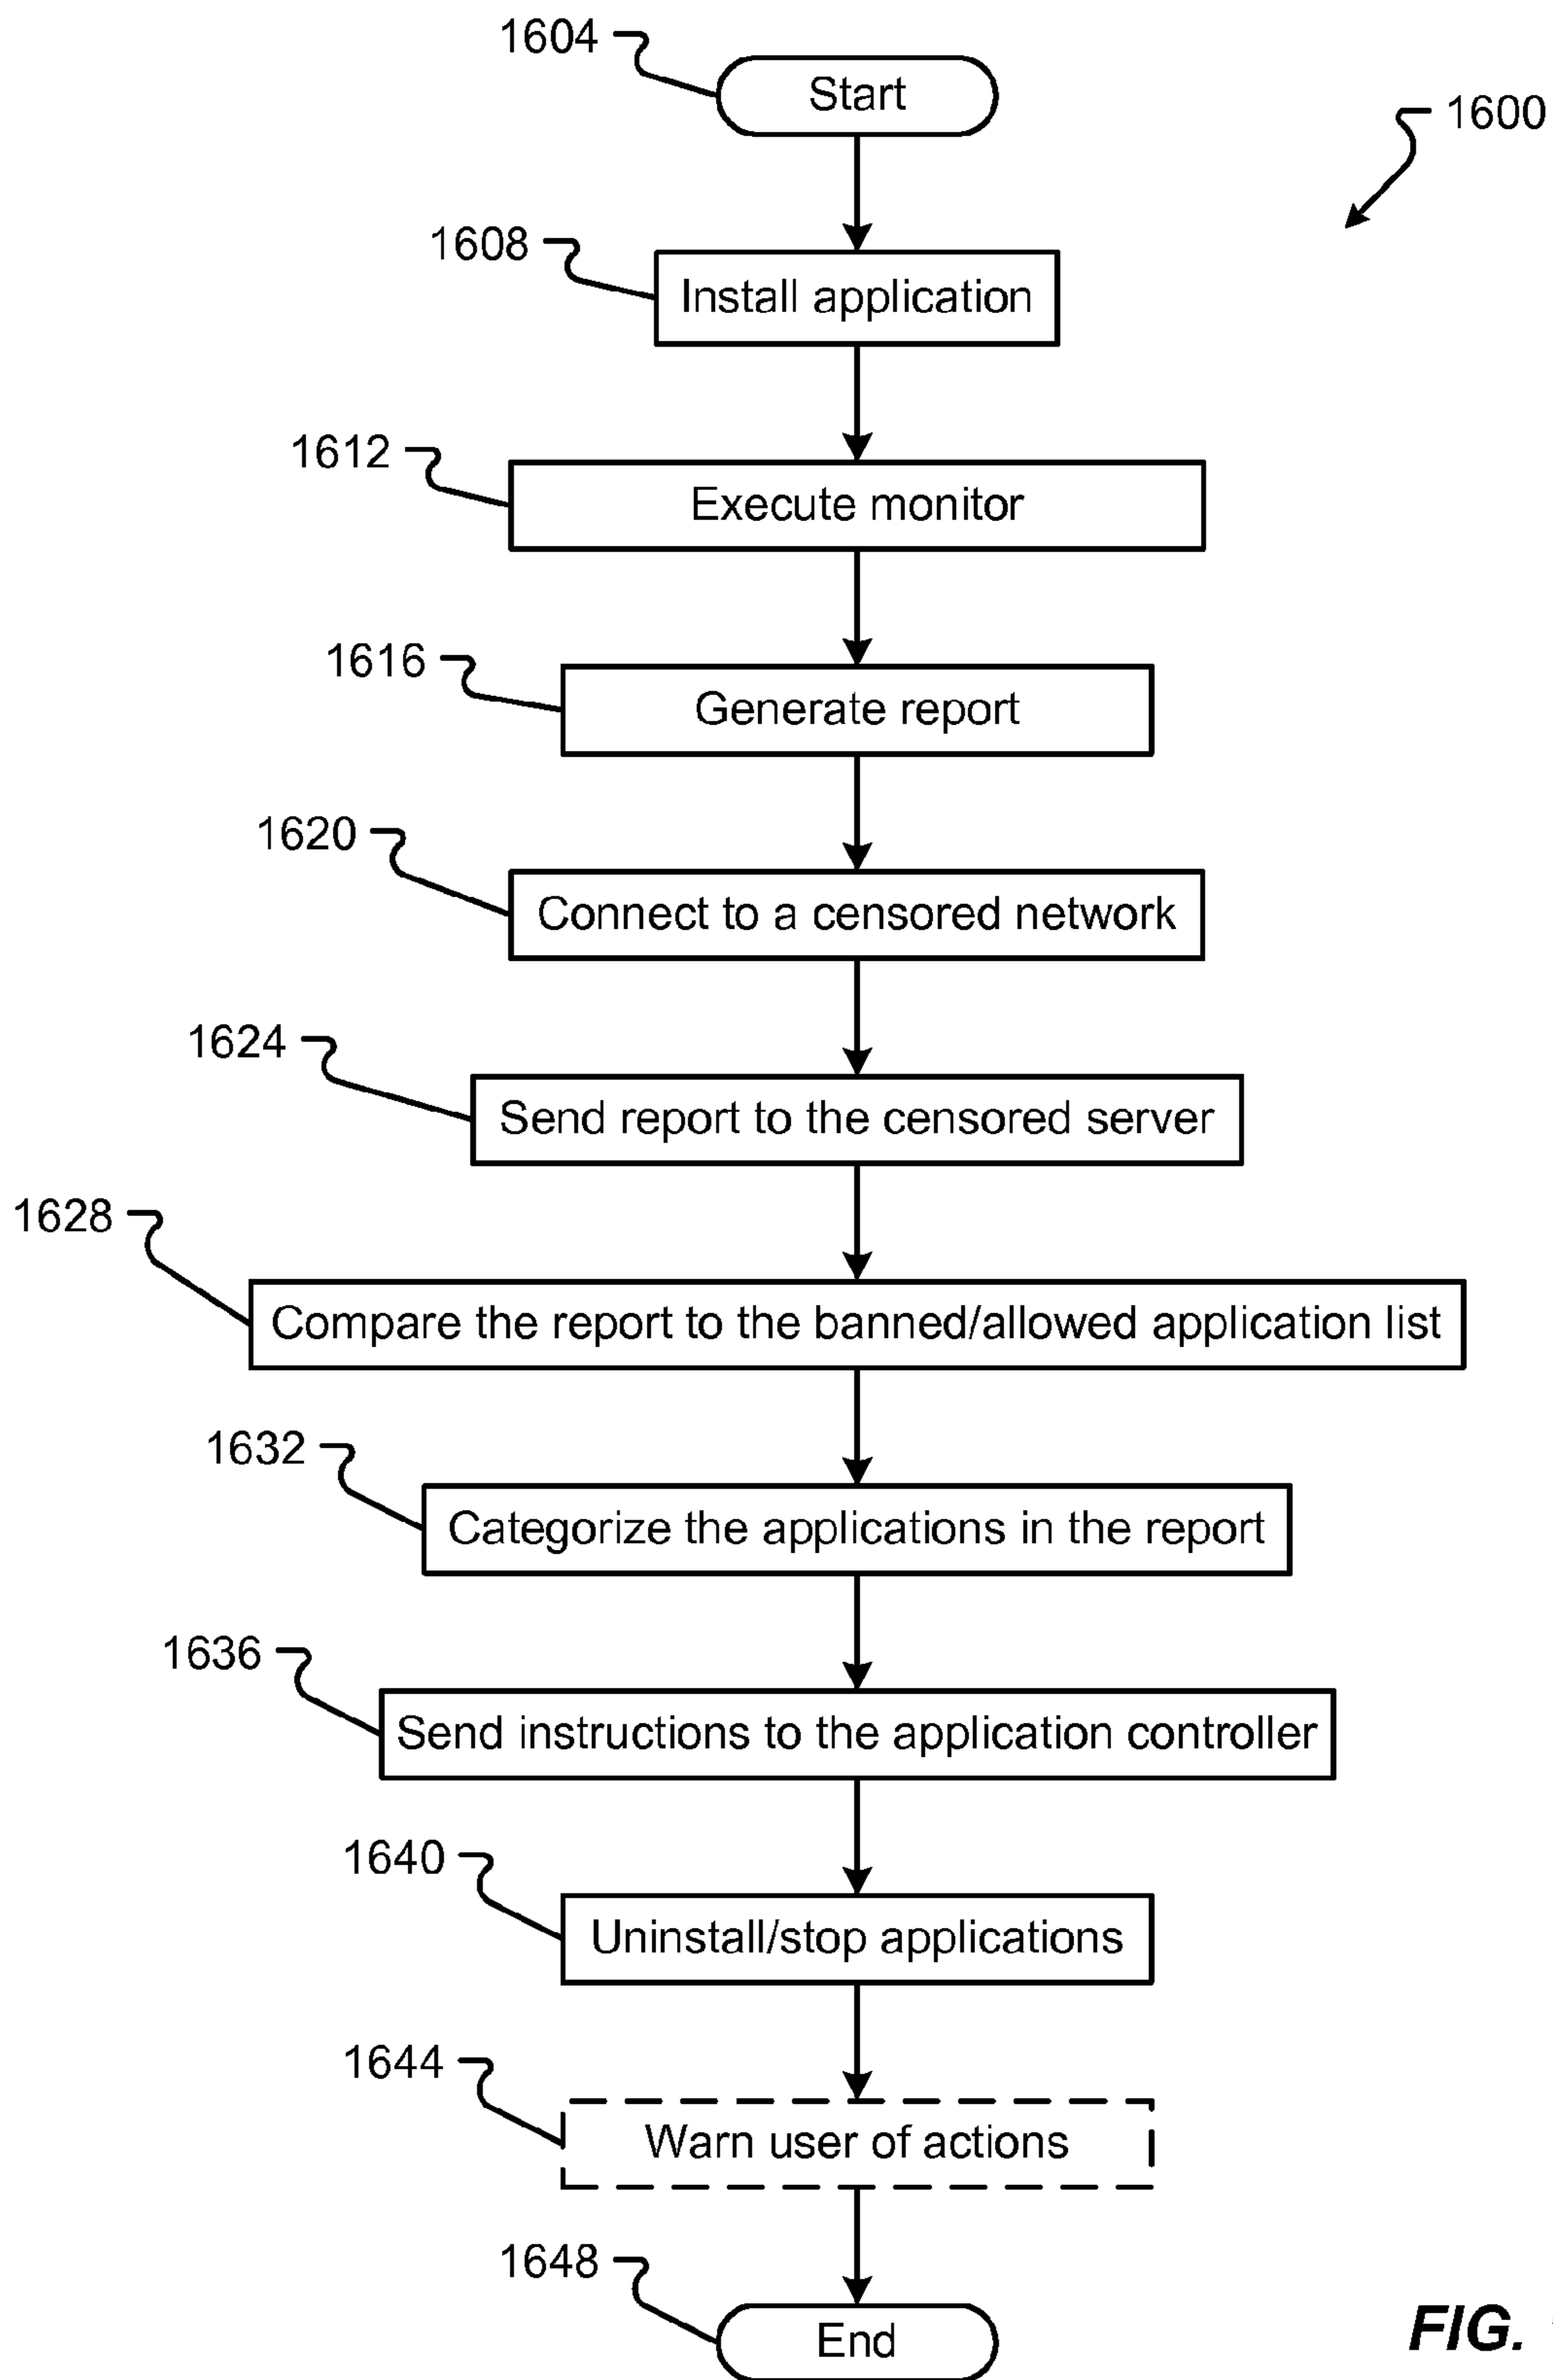 1604
Start
1600
1608
Install application
1612
Execute monitor
1616
Generate report
1620
Connect to a censored network
1624
Send report to the censored server
1628
Compare the report to the banned/allowed application list
1632
Categorize the applications in the report
1636
Send instructions to the application controller
1640
Uninstall/stop applications
1644
Warn user of actions
1648
End
FIG.